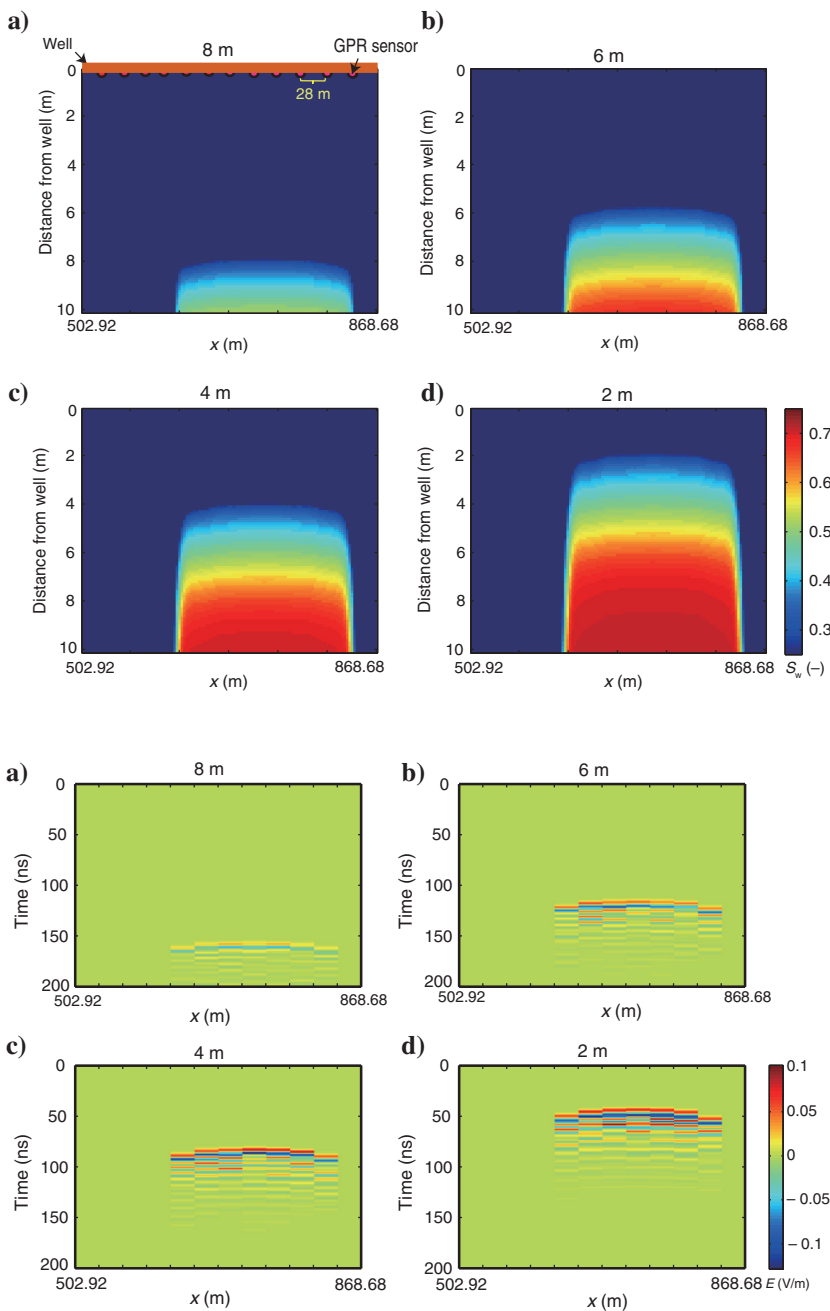 a)
Well
8 m
GPR sensor
28 m
Distance from well (m)
0
2
4
6
8
10
502.92
868.68
x (m)
b)
6 m
Distance from well (m)
0
2
4
6
8
10
502.92
868.68
x (m)
c)
4 m
Distance from well (m)
0
2
4
6
8
10
502.92
868.68
x (m)
d)
2 m
Distance from well (m)
0
2
4
6
8
10
502.92
868.68
x (m)
0.7
0.6
0.5
0.4
0.3
Sw (–)
a)
8 m
Time (ns)
0
50
100
150
200
502.92
868.68
x (m)
b)
6 m
Time (ns)
0
50
100
150
200
502.92
868.68
x (m)
c)
4 m
Time (ns)
0
50
100
150
200
502.92
868.68
x (m)
d)
2 m
Time (ns)
0
50
100
150
200
502.92
868.68
x (m)
0.1
0.05
0
– 0.05
– 0.1
E (V/m)